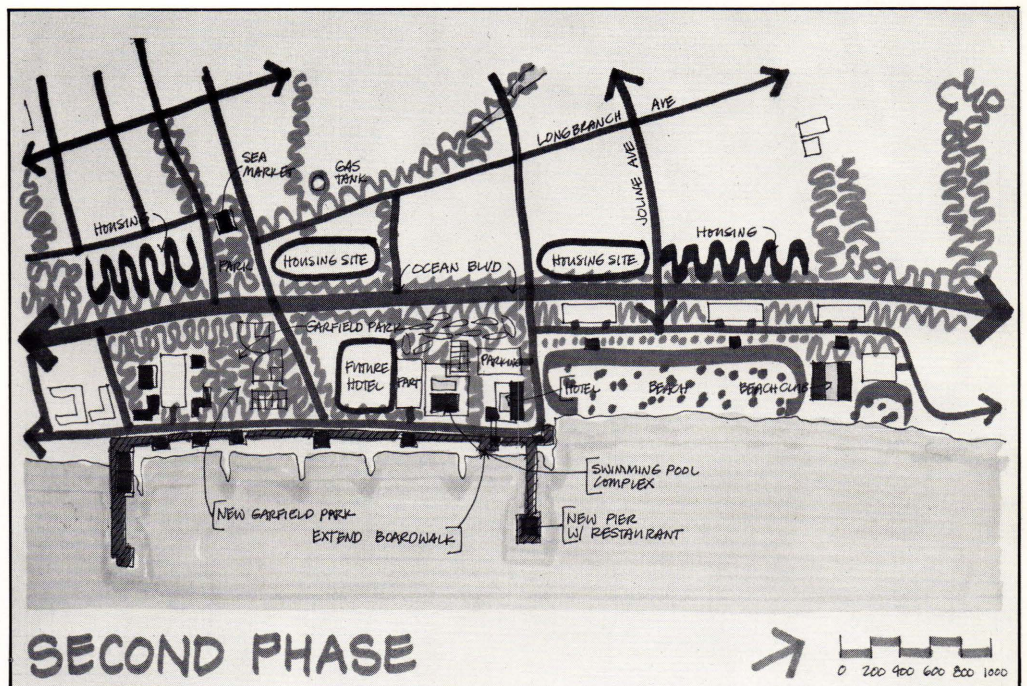 SEA
MARKET
GAS
TANK
LONGBRANCH AVE
JOLINE AVE
HOUSING
HOUSING
PARK
HOUSING SITE
OCEAN BLVD
HOUSING SITE
GARFIELD PARK
FUTURE
HOTEL
PART
PARKING
HOTEL
BEACH
BEACH CLUB
SWIMMING POOL
COMPLEX
NEW GARFIELD PARK
EXTEND BOARDWALK
NEW PIER
W/ RESTAURANT
SECOND PHASE
0 200 400 600 800 1000